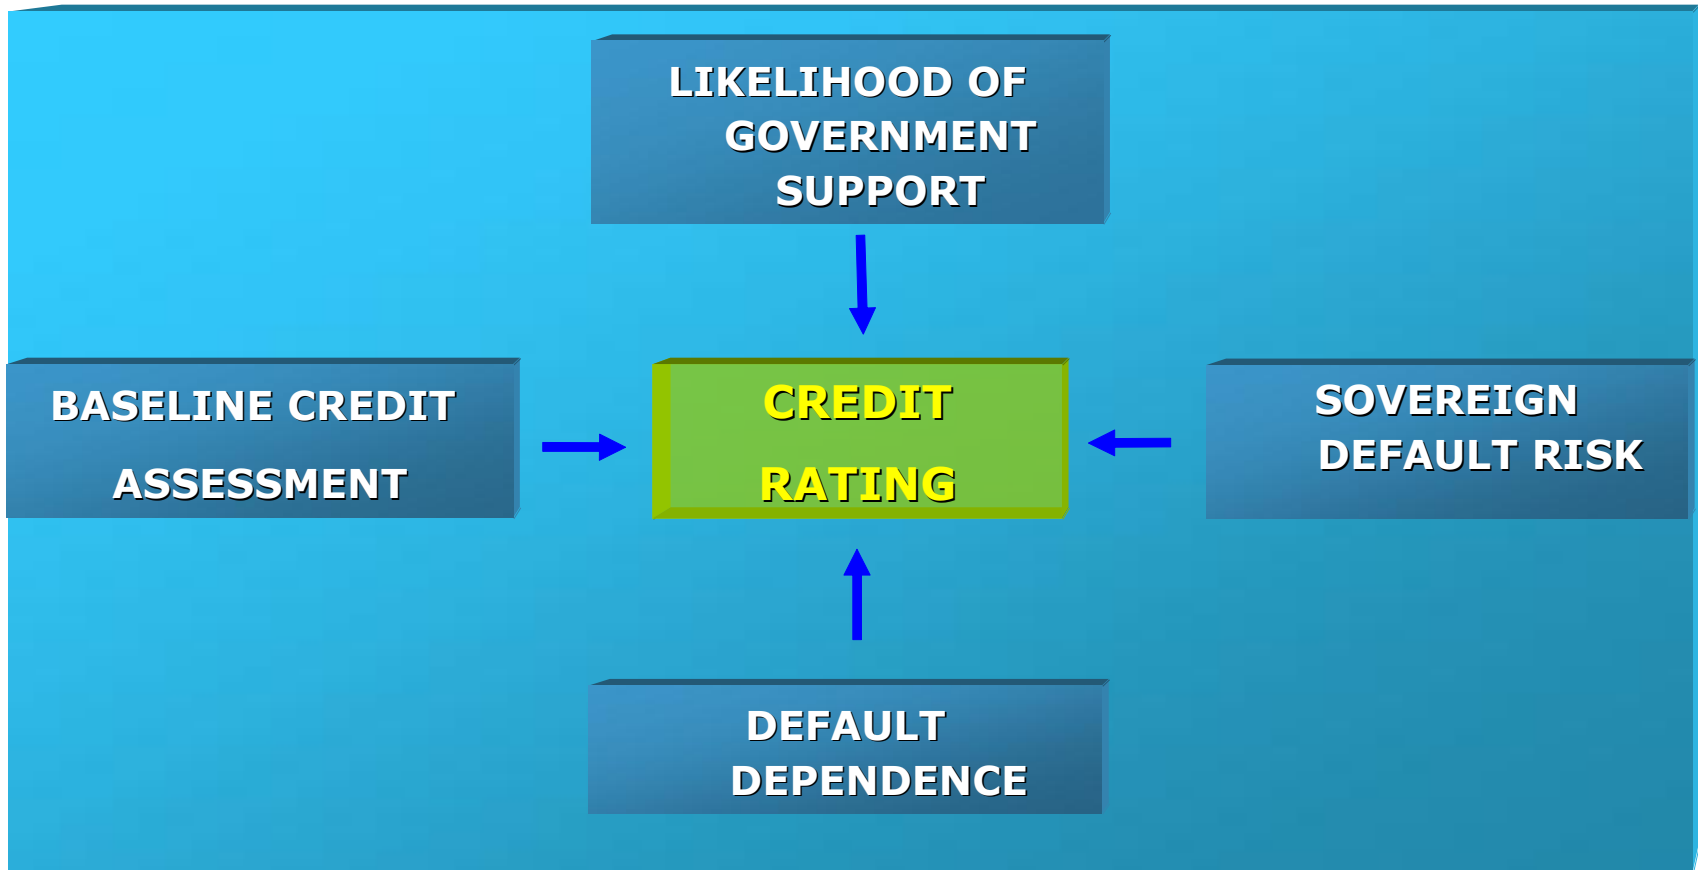 LIKELIHOOD OF
GOVERNMENT
SUPPORT
BASELINE CREDIT
ASSESSMENT
CREDIT
RATING
SOVEREIGN
DEFAULT RISK
DEFAULT
DEPENDENCE